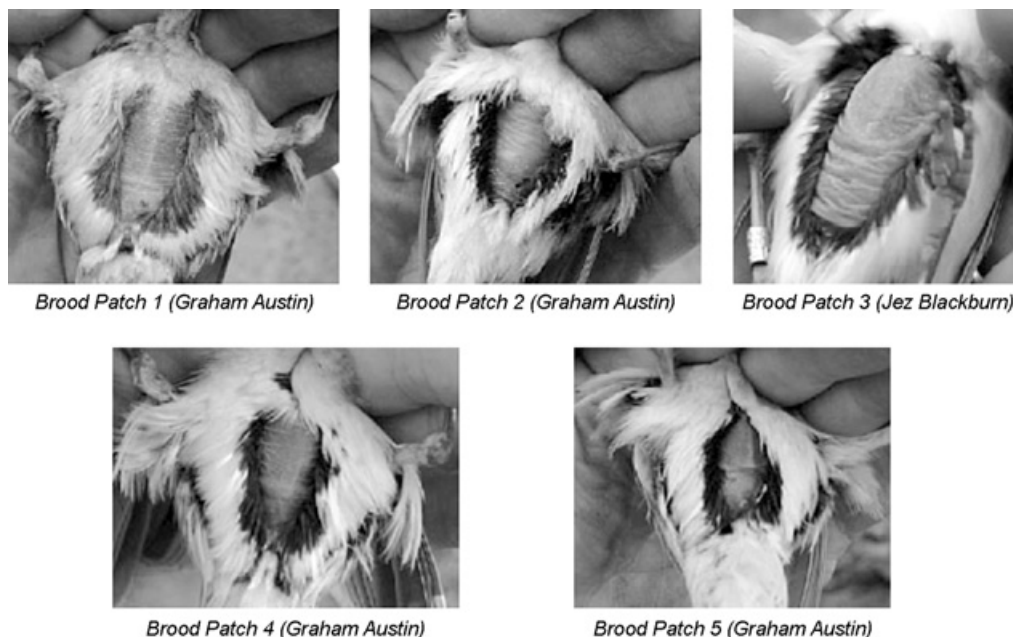 Brood Patch 1 (Graham Austin)
Brood Patch 2 (Graham Austin)
Brood Patch 3 (Jez Blackburn)
Brood Patch 4 (Graham Austin)
Brood Patch 5 (Graham Austin)